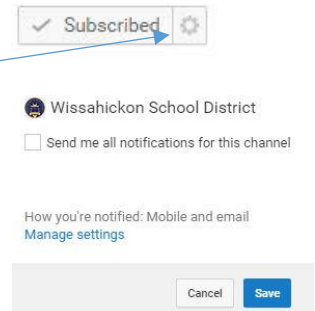 Subscribed
Wissahickon School District
Send me all notifications for this channel
How you're notified: Mobile and email
Manage settings
Cancel Save